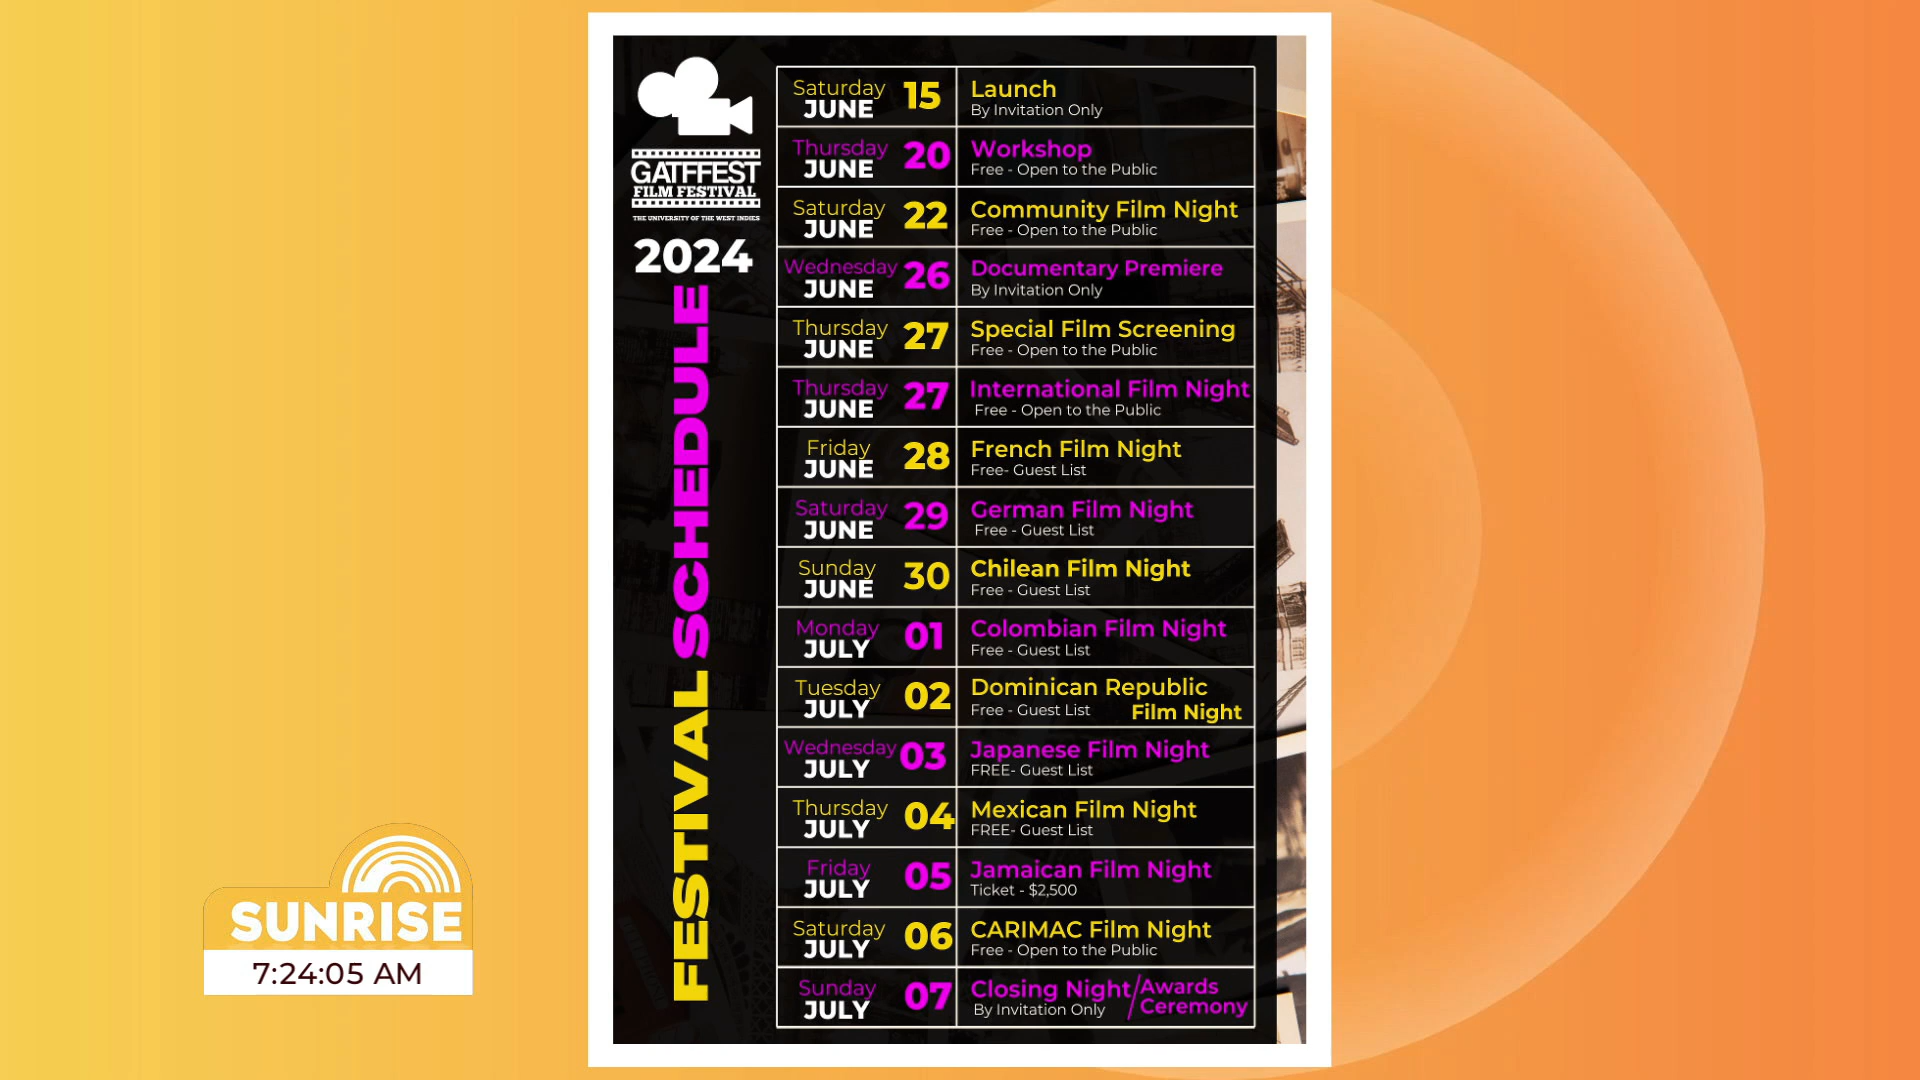 GATFFEST
FILM FESTIVAL
THE UNIVERSITY OF THE WEST INDIES
2024
FESTIVAL SCHEDULE
Saturday
JUNE
15
Launch
By Invitation Only
Thursday
JUNE
20
Workshop
Free - Open to the Public
Saturday
JUNE
22
Community Film Night
Free - Open to the Public
Wednesday
JUNE
26
Documentary Premiere
By Invitation Only
Thursday
JUNE
27
Special Film Screening
Free - Open to the Public
Thursday
JUNE
27
International Film Night
Free - Open to the Public
Friday
JUNE
28
French Film Night
Free- Guest List
Saturday
JUNE
29
German Film Night
Free - Guest List
Sunday
JUNE
30
Chilean Film Night
Free - Guest List
Monday
JULY
01
Colombian Film Night
Free - Guest List
Tuesday
JULY
02
Dominican Republic
Film Night
Free - Guest List
Wednesday
JULY
03
Japanese Film Night
FREE- Guest List
Thursday
JULY
04
Mexican Film Night
FREE- Guest List
Friday
JULY
05
Jamaican Film Night
Ticket - $2,500
Saturday
JULY
06
CARIMAC Film Night
Free - Open to the Public
Sunday
JULY
07
Closing Night/Awards
Ceremony
By Invitation Only
SUNRISE
7:24:05 AM